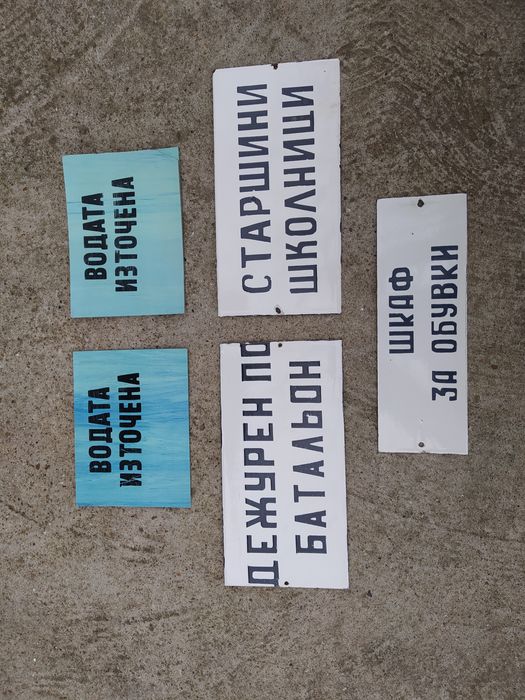 ВОДАТА
ИЗТОЧЕНА
ВОДАТА
ИЗТОЧЕНА
ДЕЖУРЕН ПО
БАТАЛЬОН
СТАРШИНИ
ШКОЛНИЦИ
ШКАФ
ЗА ОБУВКИ